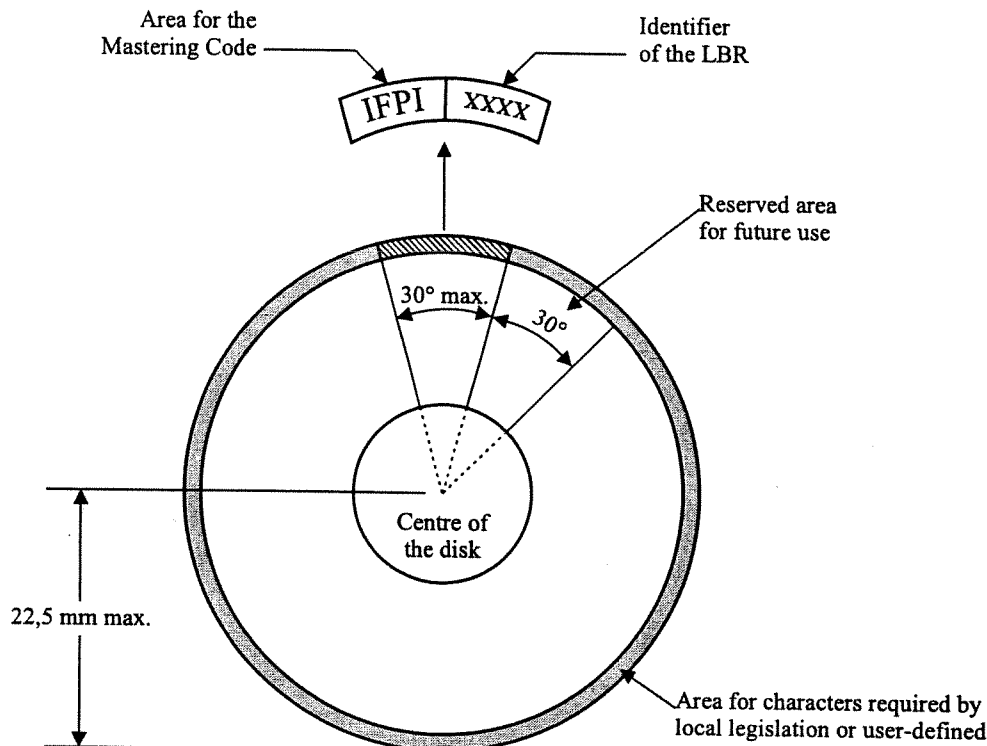 Area for the
Mastering Code
Identifier
of the LBR
IFPI xxxx
Reserved area
for future use
30° max.
30°
Centre of
the disk
22,5 mm max.
Area for characters required by
local legislation or user-defined